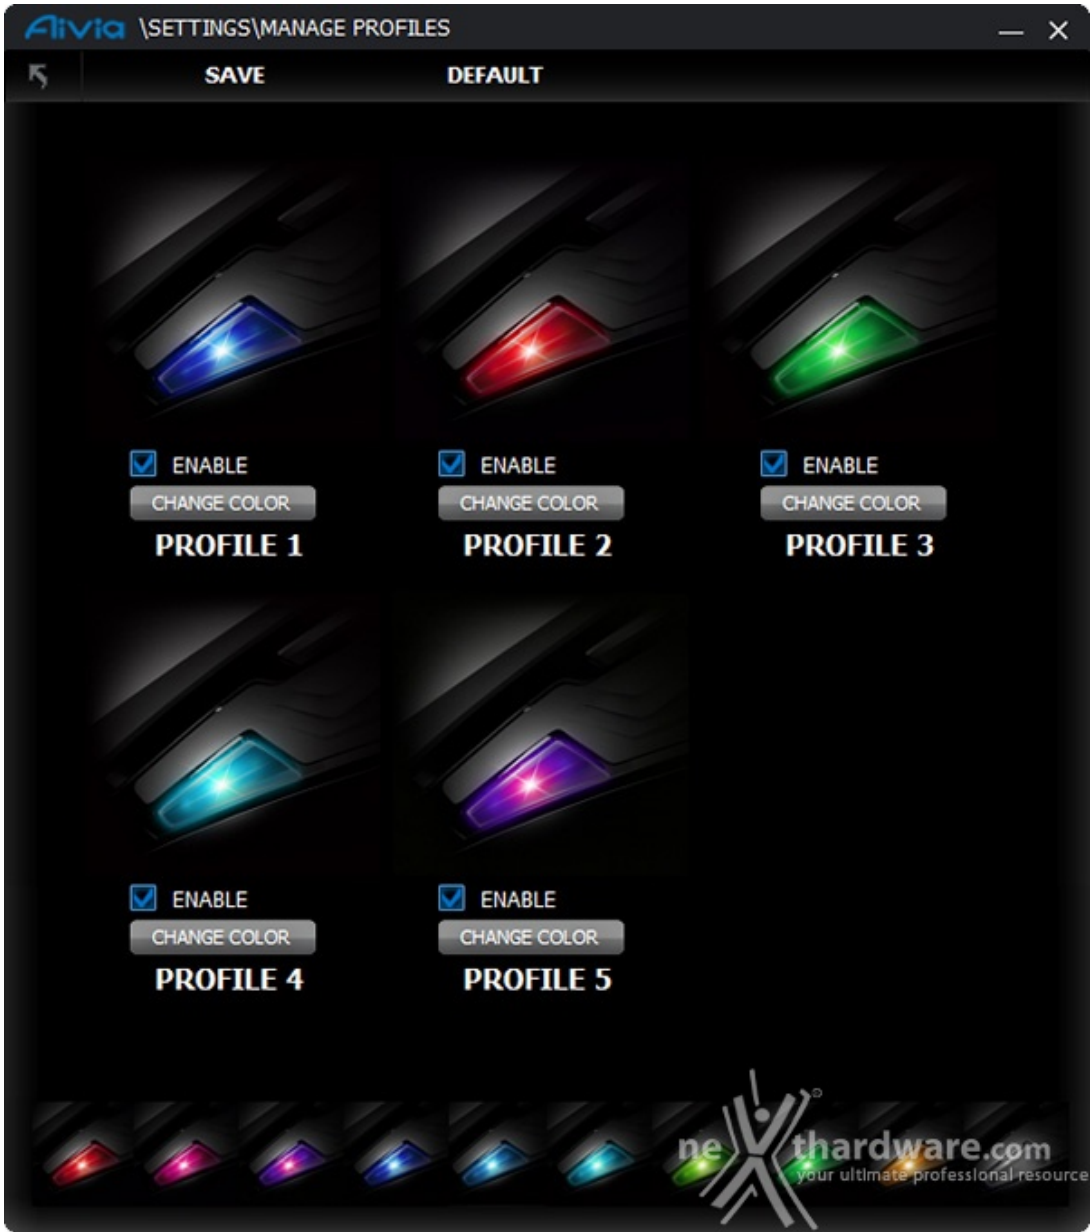 Aivia \SETTINGS\MANAGE PROFILES
SAVE DEFAULT
ENABLE ENABLE ENABLE
CHANGE COLOR CHANGE COLOR CHANGE COLOR
PROFILE 1 PROFILE 2 PROFILE 3
ENABLE ENABLE
CHANGE COLOR CHANGE COLOR
PROFILE 4 PROFILE 5
neXthardware.com
your ultimate professional resource